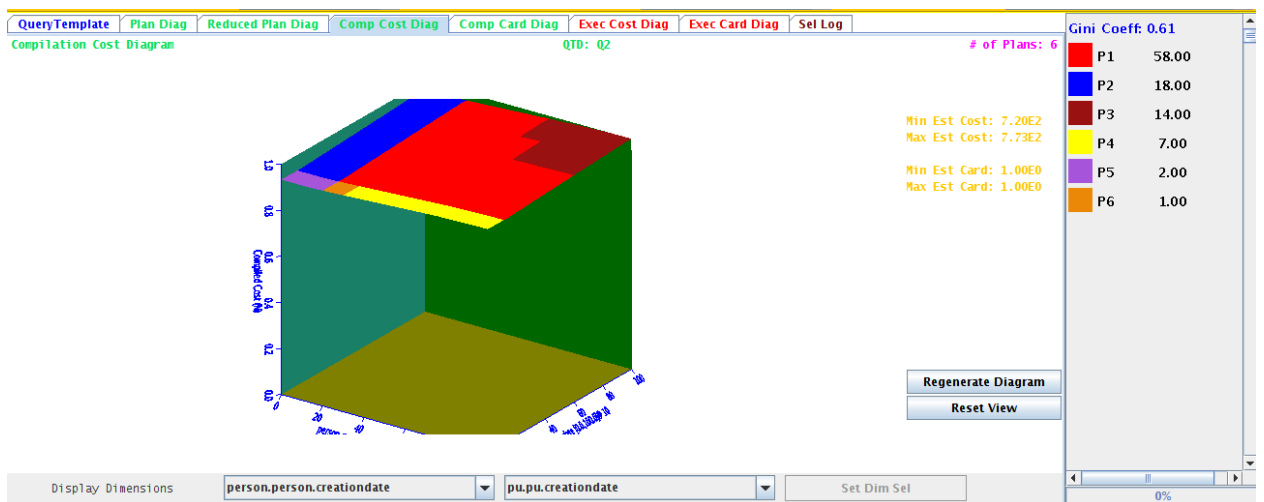 QueryTemplate Plan Diag Reduced Plan Diag Comp Cost Diag Comp Card Diag Exec Cost Diag Exec Card Diag Sel Log
Compilation Cost Diagram QTD: Q2 # of Plans: 6
Gini Coeff: 0.61
P1 58.00
P2 18.00
P3 14.00
P4 7.00
P5 2.00
P6 1.00
Min Est Cost: 7.20E2
Max Est Cost: 7.73E2
Min Est Card: 1.00E0
Max Est Card: 1.00E0
1.0
0.8
0.6
0.4
0.2
0.0
Compiled Cost (N)
0
20
40
person
40
60
80
100
Regenerate Diagram
Reset View
Display Dimensions person.person.creationdate pu.pu.creationdate Set Dim Sel
0%